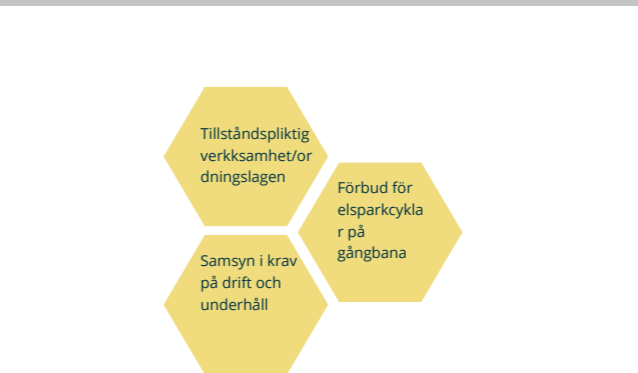 Tillståndspliktig
verkksamhet/or
dningslagen
Förbud för
elsparkcykla
r på
gångbana
Samsyn i krav
på drift och
underhåll